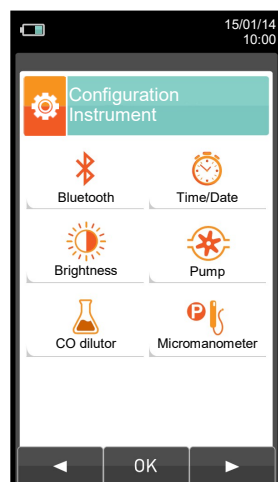 15/01/14
10:00
Configuration
Instrument
Bluetooth
Time/Date
Brightness
Pump
P
CO dilutor
Micromanometer
OK